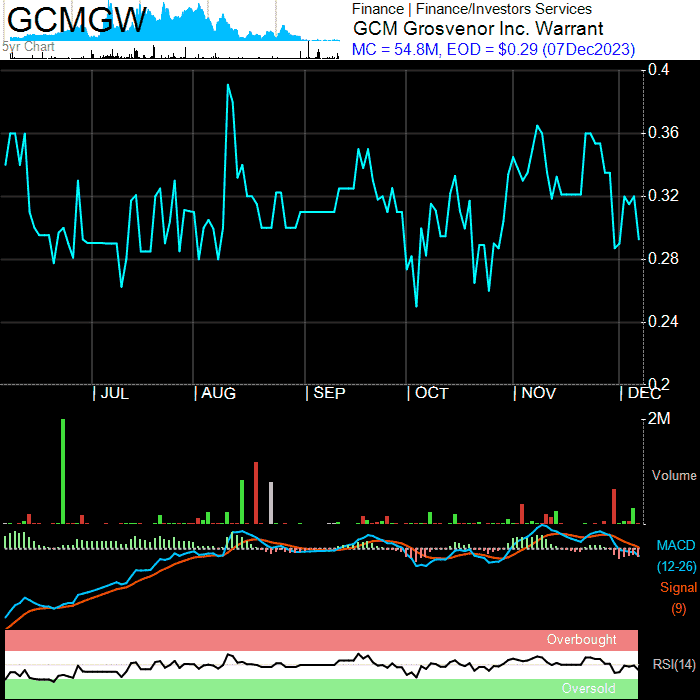 GCMGW
5yr Chart
Finance | Finance/Investors Services
GCM Grosvenor Inc. Warrant
MC = 54.8M, EOD = $0.29 (07Dec2023)
0.4
0.36
0.32
0.28
0.24
0.2
JUL AUG SEP OCT NOV DEC
2M
Volume
MACD
(12-26)
Signal
(9)
Overbought
RSI(14)
Oversold